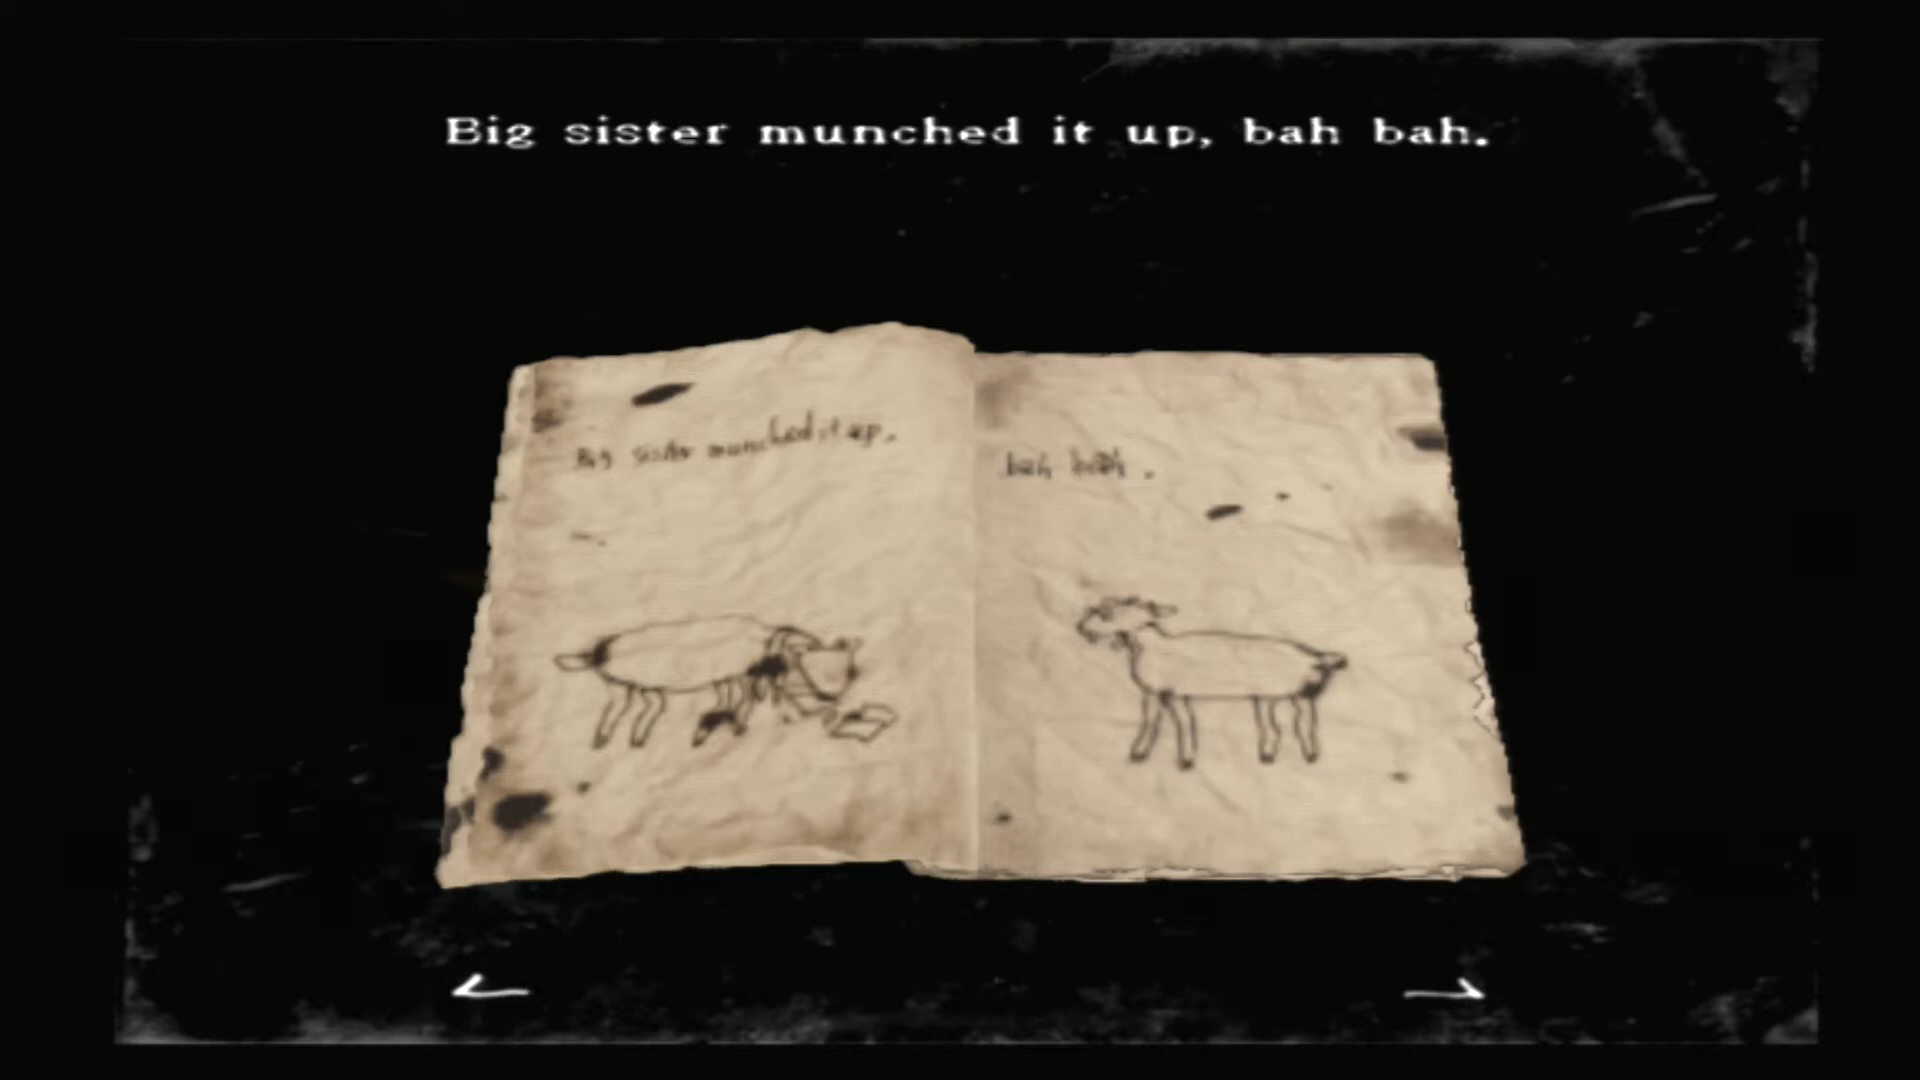 Big sister munched it up, bah bah.
Big sister munched it up.
bah bah.